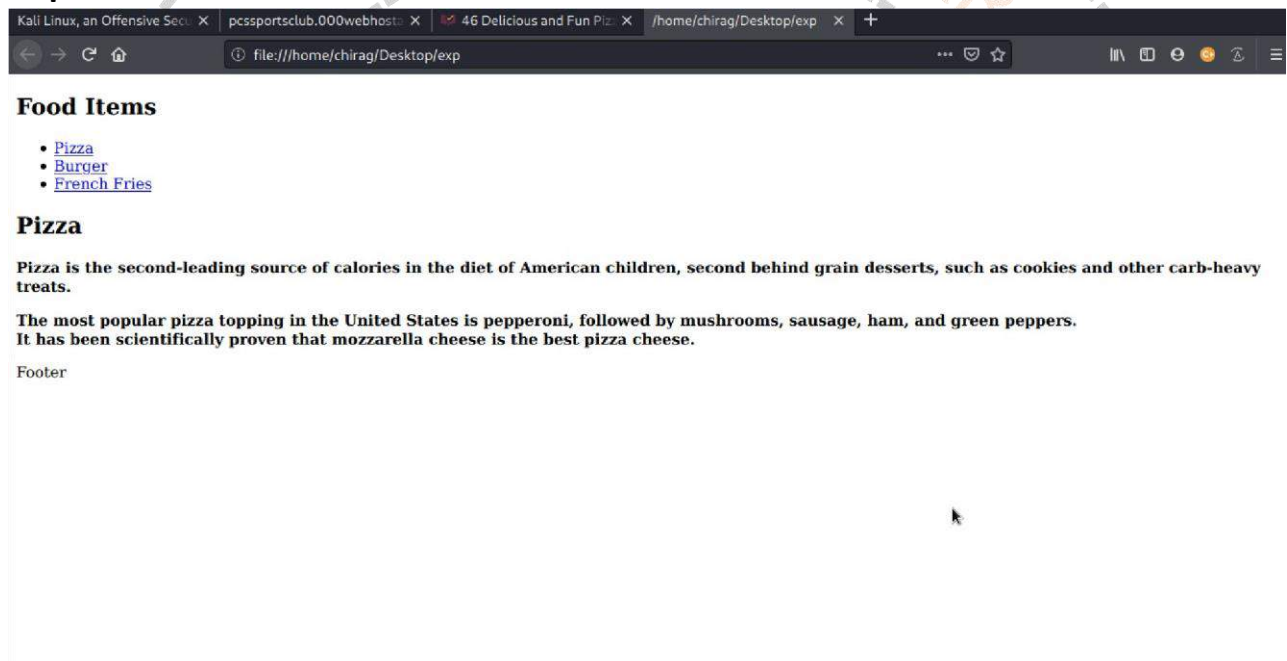 Kali Linux, an Offensive Secu
pcssportsclub.000webhosta
46 Delicious and Fun Piz
/home/chirag/Desktop/exp
file:///home/chirag/Desktop/exp
Food Items
Pizza
Burger
French Fries
Pizza
Pizza is the second-leading source of calories in the diet of American children, second behind grain desserts, such as cookies and other carb-heavy
treats.
The most popular pizza topping in the United States is pepperoni, followed by mushrooms, sausage, ham, and green peppers.
It has been scientifically proven that mozzarella cheese is the best pizza cheese.
Footer